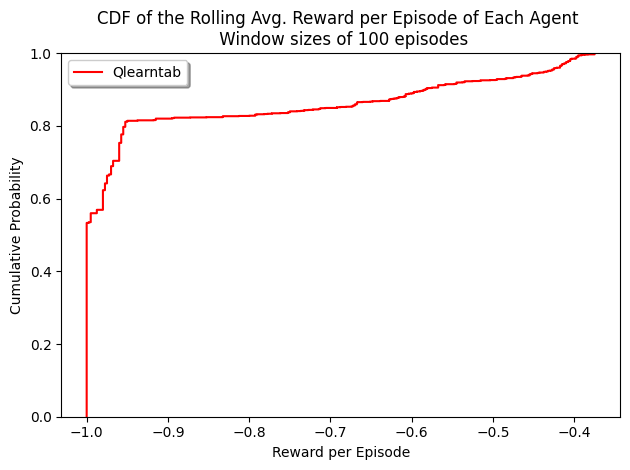 CDF of the Rolling Avg. Reward per Episode of Each Agent
Window sizes of 100 episodes
Qlearntab
Cumulative Probability
1.0
0.8
0.6
0.4
0.2
0.0
−1.0 −0.9 −0.8 −0.7 −0.6 −0.5 −0.4
Reward per Episode